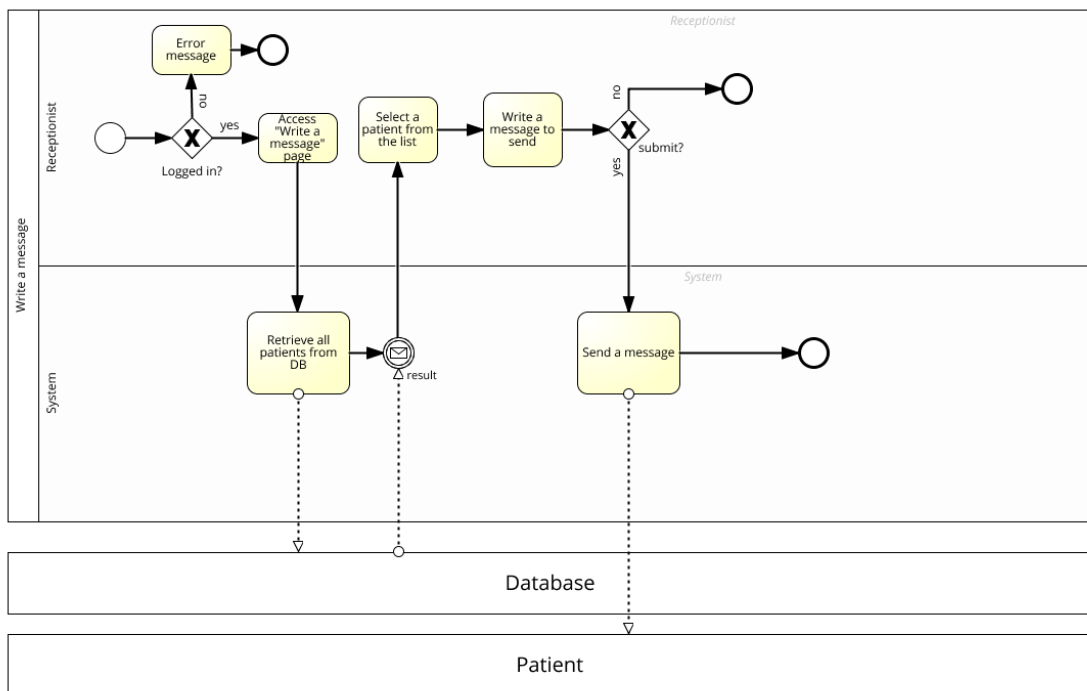 Receptionist
Error
message
no
yes
Logged in?
Access
"Write a
message"
page
Select a
patient from
the list
Write a
message to
send
no
submit?
yes
Receptionist
Write a message
System
Retrieve all
patients from
DB
result
Send a message
System
Database
Patient